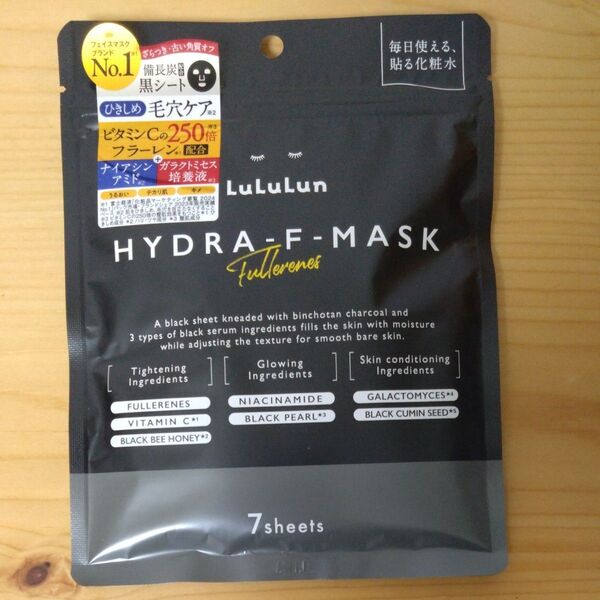 フェイスマスク
ブランド
No.1
ざらつき・古い角質オフ
備長炭
黒シート
ひきしめ 毛穴ケア※2
ビタミンCの250倍※3
フラーレン 配合
ナイアシン
アミド
+
ガラクトミセス
培養液
うるおい テカリ肌 キメ
毎日使える、
貼る化粧水
LuLuLun
HYDRA-F-MASK
Fullerenes
A black sheet kneaded with binchotan charcoal and
3 types of black serum ingredients fills the skin with moisture
while adjusting the texture for smooth bare skin.
Tightening
Ingredients
FULLERENES
VITAMIN C*1
BLACK BEE HONEY*2
Glowing
Ingredients
NIACINAMIDE
BLACK PEARL*3
Skin conditioning
Ingredients
GALACTOMYCES*4
BLACK CUMIN SEED*5
7sheets